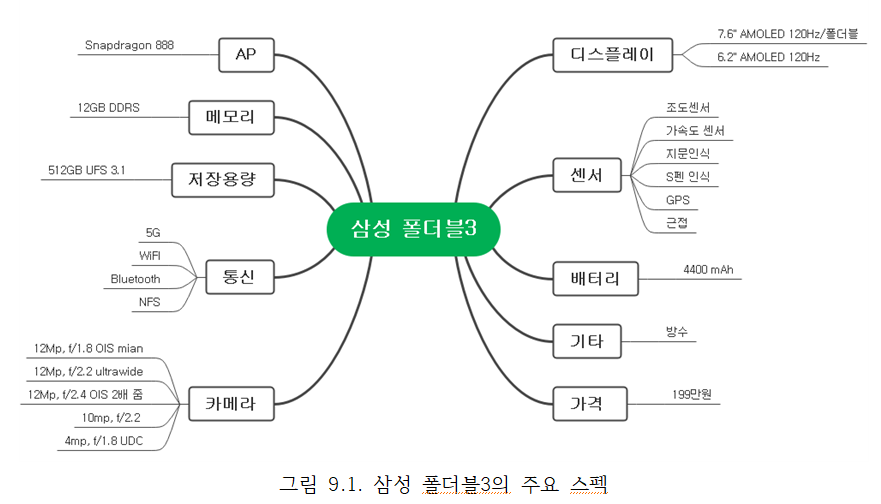 삼성 폴더블3
AP
Snapdragon 888
메모리
12GB DDRS
저장용량
512GB UFS 3.1
통신
5G
WiFI
Bluetooth
NFS
카메라
12Mp, f/1.8 OIS mian
12Mp, f/2.2 ultrawide
12Mp, f/2.4 OIS 2배 줌
10mp, f/2.2
4mp, f/1.8 UDC
디스플레이
7.6" AMOLED 120Hz/폴더블
6.2" AMOLED 120Hz
센서
조도센서
가속도 센서
지문인식
S펜 인식
GPS
근접
배터리
4400 mAh
기타
방수
가격
199만원
그림 9.1. 삼성 폴더블3의 주요 스펙